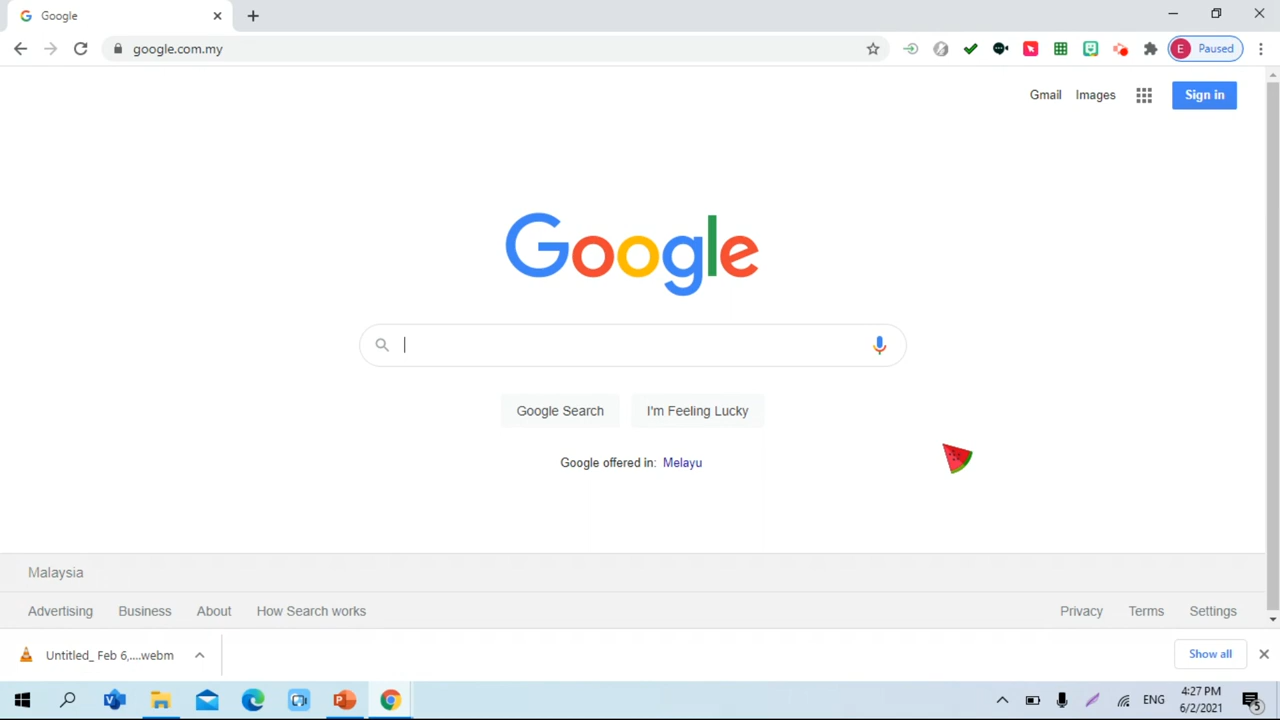 Google
google.com.my
E Paused
Gmail Images Sign in
Google
Google Search I'm Feeling Lucky
Google offered in: Melayu
Malaysia
Advertising Business About How Search works Privacy Terms Settings
Untitled_ Feb 6,....webm Show all
ENG 4:27 PM
6/2/2021 5